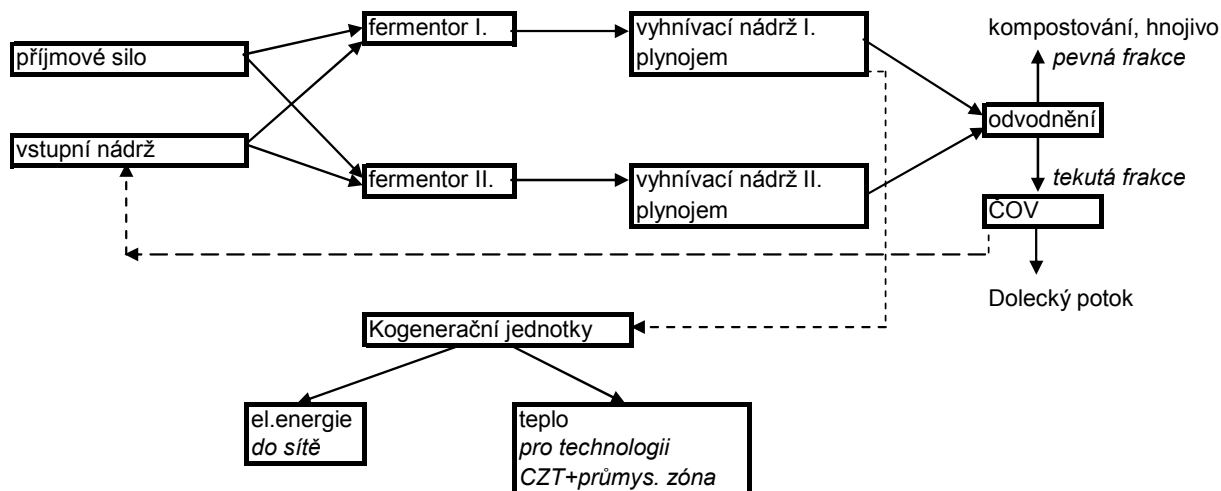 příjmové silo
vstupní nádrž
fermentor I.
fermentor II.
vyhnívací nádrž I.
plynojem
vyhnívací nádrž II.
plynojem
kompostování, hnojivo
pevná frakce
odvodnění
tekutá frakce
ČOV
Dolecký potok
Kogenerační jednotky
el.energie
do sítě
teplo
pro technologii
CZT+průmys. zóna